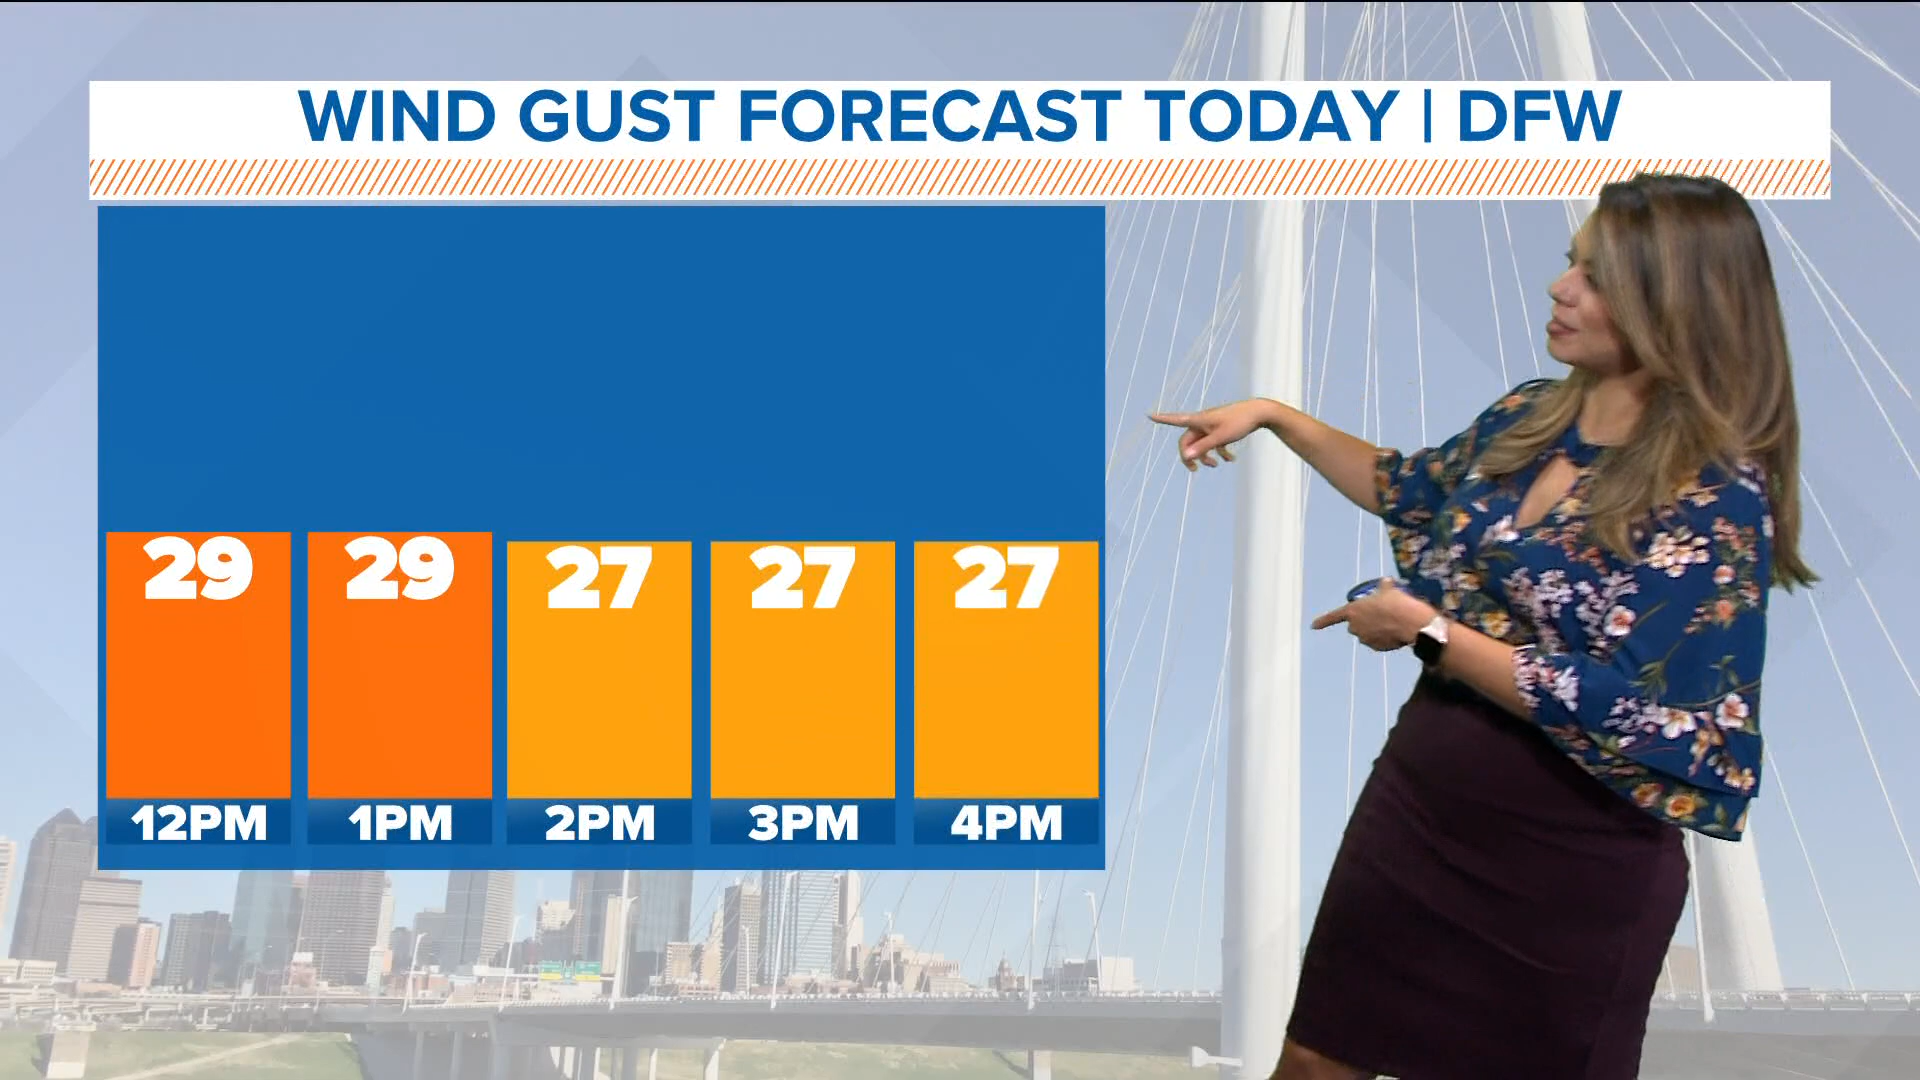 WIND GUST FORECAST TODAY | DFW
29 29 27 27 27
12PM 1PM 2PM 3PM 4PM